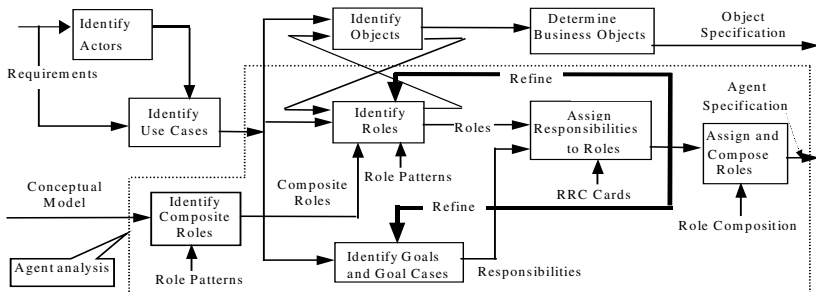 Identify
Actors
Requirements
Identify
Use Cases
Identify
Objects
Determine
Business Objects
Object
Specification
Refine
Agent
Specification
Identify
Roles
Roles
Assign
Responsibilities
to Roles
Assign and
Compose
Roles
Conceptual
Model
Identify
Composite
Roles
Composite
Roles
Role Patterns
RRC Cards
Refine
Role Composition
Agent analysis
Role Patterns
Identify Goals
and Goal Cases
Responsibilities